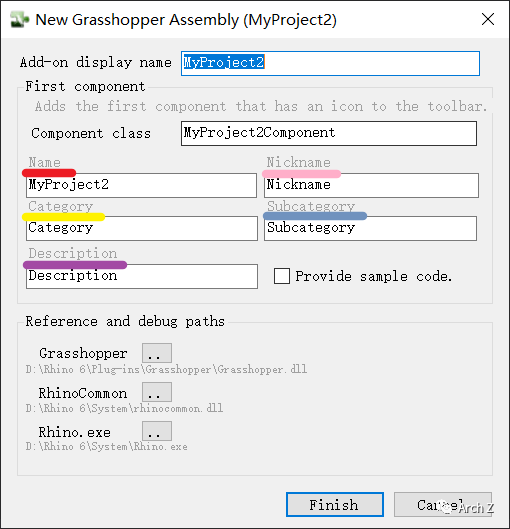 New Grasshopper Assembly (MyProject2)
Add-on display name MyProject2
First component
Adds the first component that has an icon to the toolbar.
Component class MyProject2Component
Name Nickname
MyProject2 Nickname
Category Subcategory
Category Subcategory
Description
Description Provide sample code.
Reference and debug paths
Grasshopper ..
D:\Rhino 6\Plug-ins\Grasshopper\Grasshopper.dll
RhinoCommon ..
D:\Rhino 6\System\rhinocommon.dll
Rhino.exe ..
D:\Rhino 6\System\Rhino.exe
Finish Cancel
Arch Z